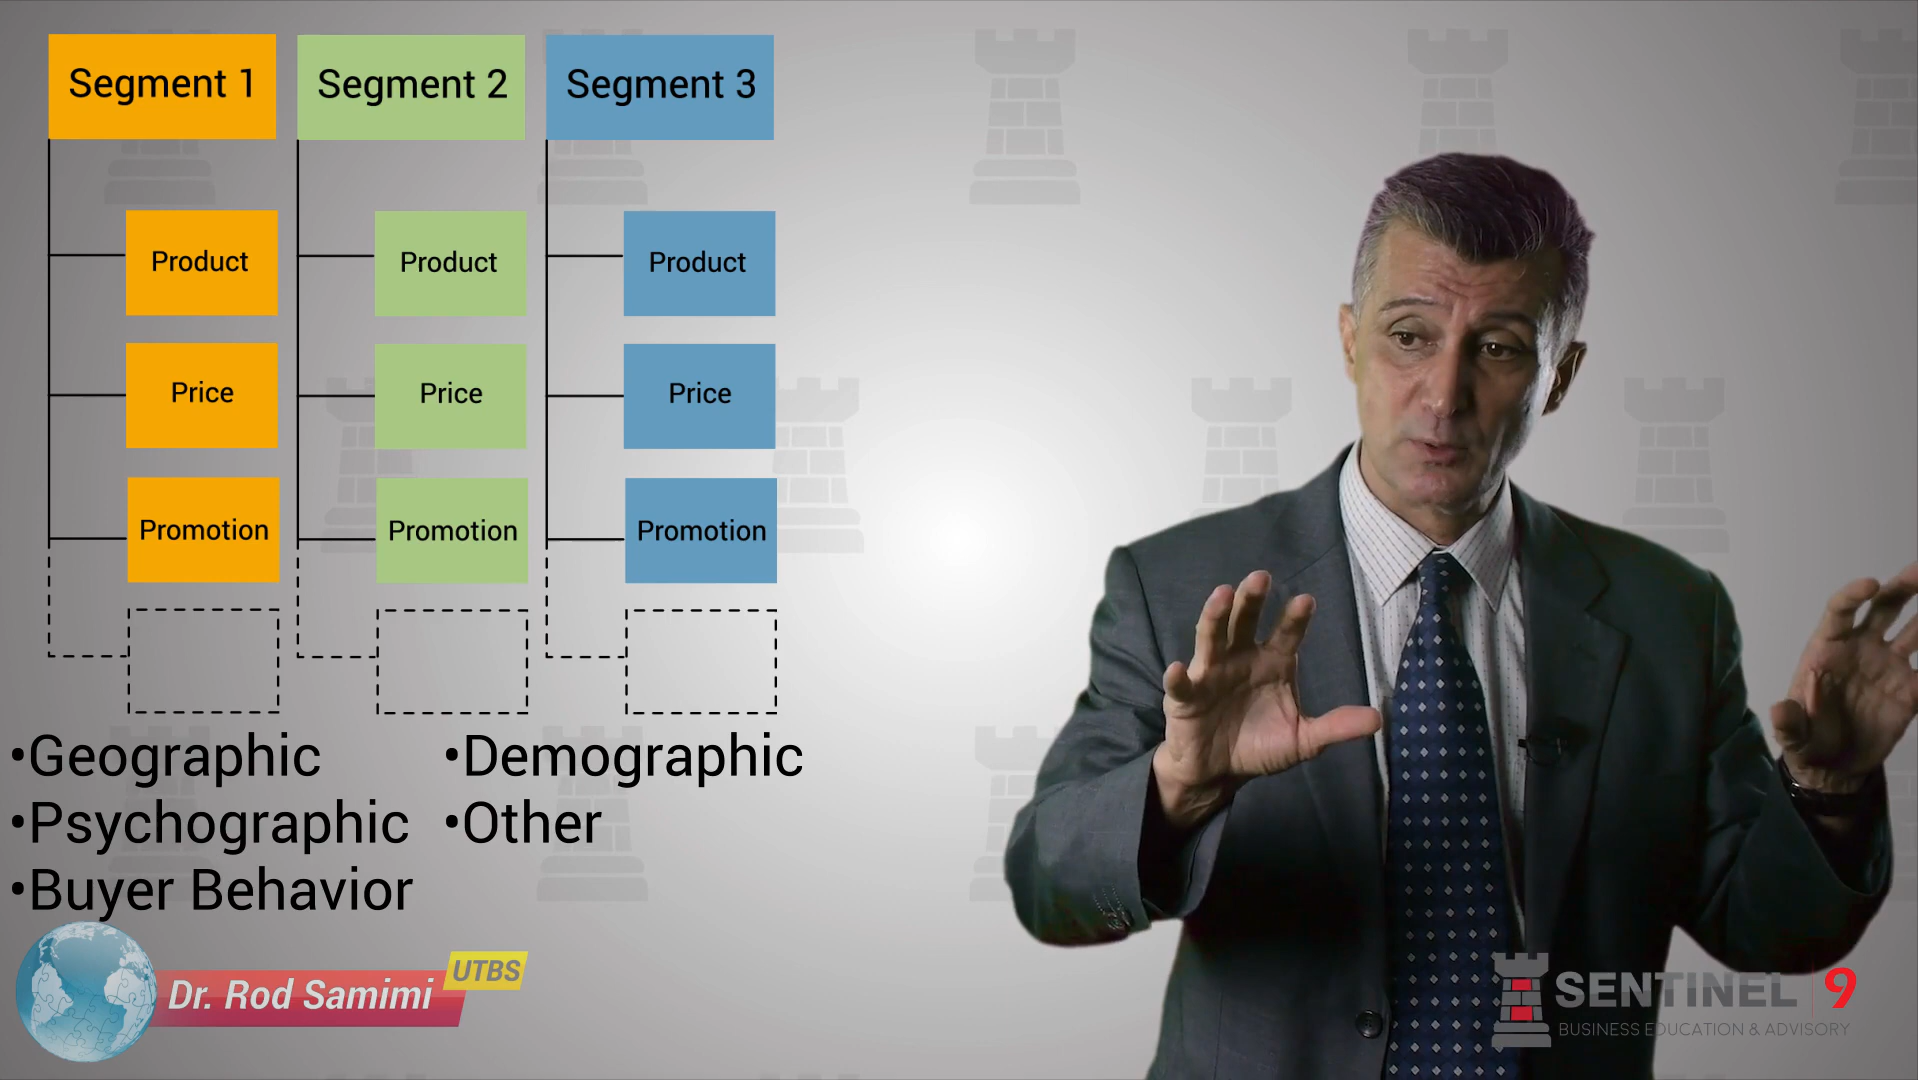 Segment 1
Segment 2
Segment 3
Product
Product
Product
Price
Price
Price
Promotion
Promotion
Promotion
•Geographic
•Demographic
•Psychographic
•Other
•Buyer Behavior
UTBS
Dr. Rod Samimi
SENTINEL 9
BUSINESS EDUCATION & ADVISORY